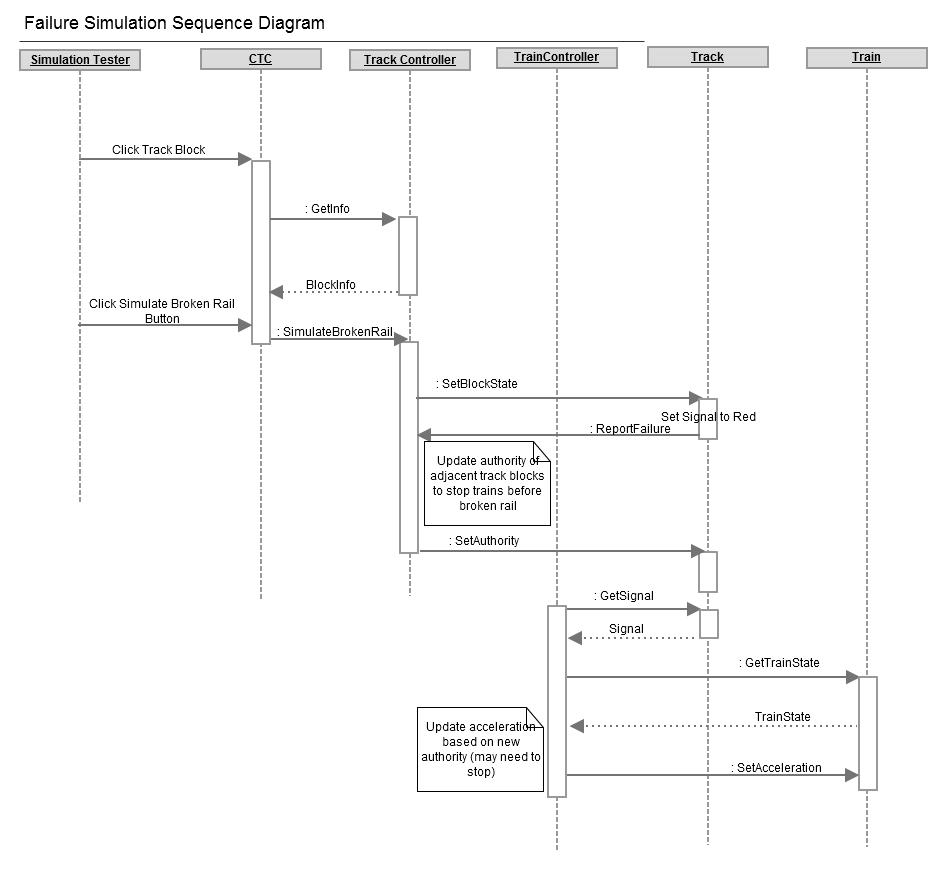 Failure Simulation Sequence Diagram
Simulation Tester
CTC
Track Controller
TrainController
Track
Train
Click Track Block
: GetInfo
BlockInfo
Click Simulate Broken Rail
Button
: SimulateBrokenRail
: SetBlockState
Set Signal to Red
: ReportFailure
Update authority of
adjacent track blocks
to stop trains before
broken rail
: SetAuthority
: GetSignal
Signal
: GetTrainState
TrainState
Update acceleration
based on new
authority (may need to
stop)
: SetAcceleration